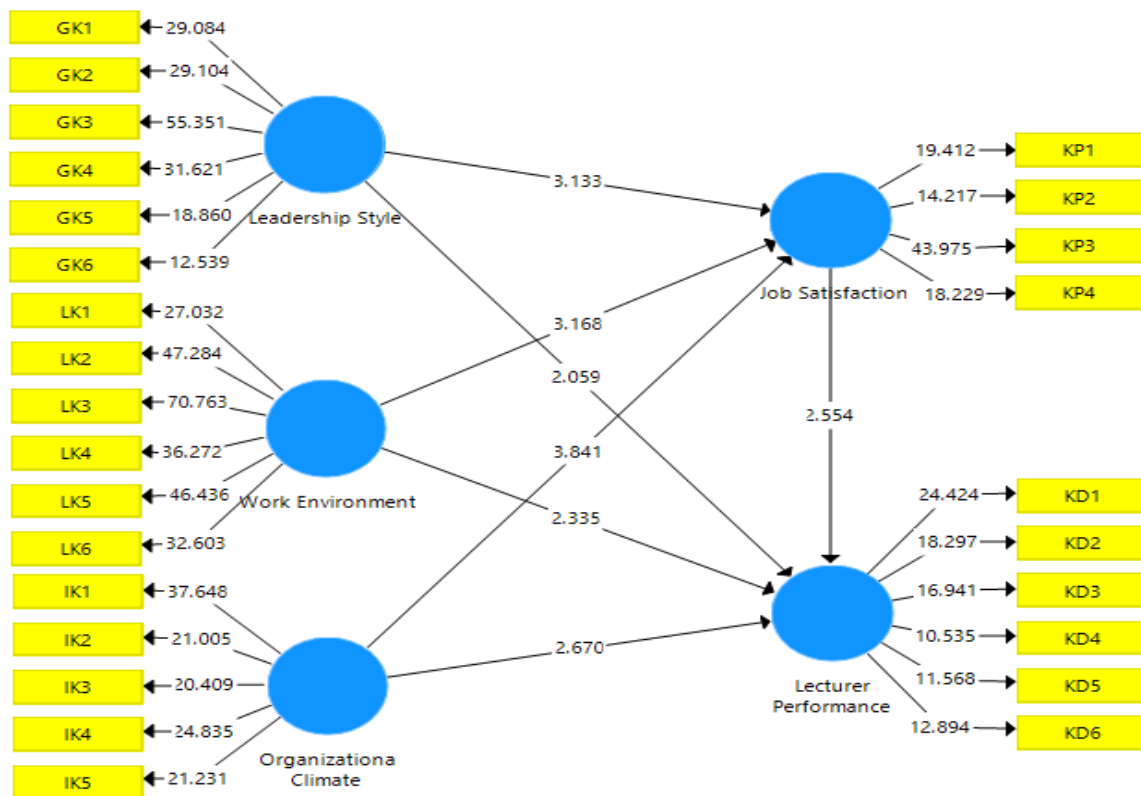 GK1
29.084
GK2
29.104
GK3
55.351
GK4
31.621
GK5
18.860
GK6
12.539
Leadership Style
LK1
27.032
LK2
47.284
LK3
70.763
LK4
36.272
LK5
46.436
LK6
32.603
Work Environment
IK1
37.648
IK2
21.005
IK3
20.409
IK4
24.835
IK5
21.231
Organizationa
Climate
3.133
3.168
2.059
3.841
2.335
2.670
2.554
Job Satisfaction
19.412
KP1
14.217
KP2
43.975
KP3
18.229
KP4
Lecturer
Performance
24.424
KD1
18.297
KD2
16.941
KD3
10.535
KD4
11.568
KD5
12.894
KD6